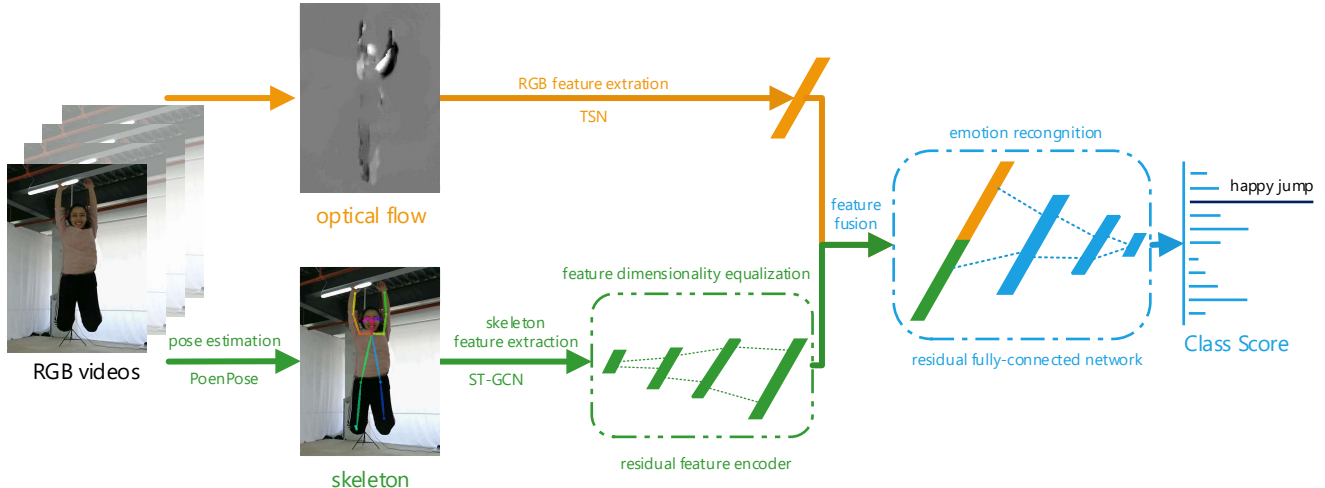 RGB videos
optical flow
RGB feature extration
TSN
pose estimation
PoenPose
skeleton
skeleton
feature extraction
ST-GCN
feature dimensionality equalization
residual feature encoder
feature
fusion
emotion recongnition
residual fully-connected network
happy jump
Class Score